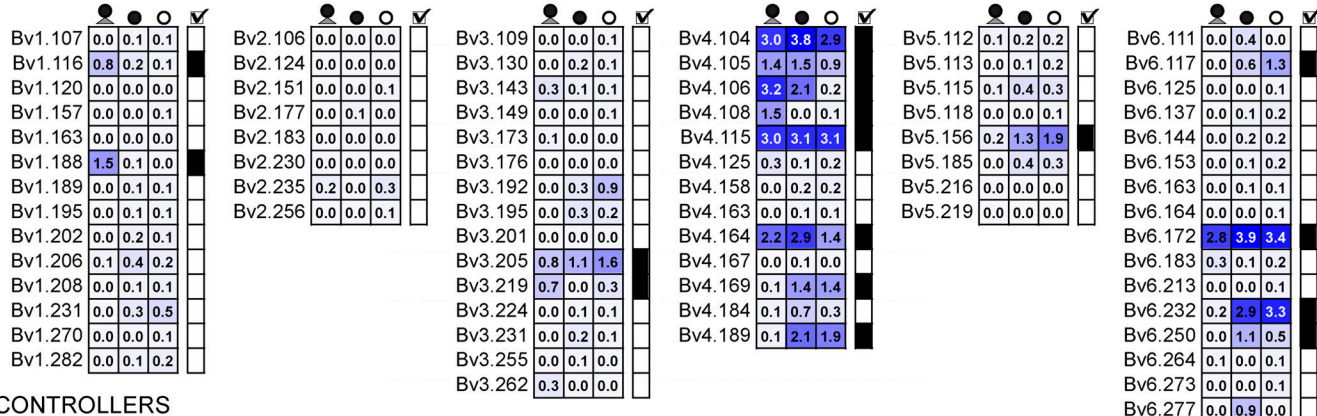 Bv1.107 0.0 0.1 0.1
Bv1.116 0.8 0.2 0.1
Bv1.120 0.0 0.0 0.0
Bv1.157 0.0 0.0 0.1
Bv1.163 0.0 0.0 0.0
Bv1.188 1.5 0.1 0.0
Bv1.189 0.0 0.1 0.1
Bv1.195 0.0 0.1 0.1
Bv1.202 0.0 0.2 0.1
Bv1.206 0.1 0.4 0.2
Bv1.208 0.0 0.1 0.1
Bv1.231 0.0 0.3 0.5
Bv1.270 0.0 0.0 0.1
Bv1.282 0.0 0.1 0.2
Bv2.106 0.0 0.0 0.0
Bv2.124 0.0 0.0 0.0
Bv2.151 0.0 0.0 0.1
Bv2.177 0.0 0.1 0.0
Bv2.183 0.0 0.0 0.0
Bv2.230 0.0 0.0 0.0
Bv2.235 0.2 0.0 0.3
Bv2.256 0.0 0.0 0.1
Bv3.109 0.0 0.0 0.1
Bv3.130 0.0 0.2 0.1
Bv3.143 0.3 0.1 0.1
Bv3.149 0.0 0.0 0.1
Bv3.173 0.1 0.0 0.0
Bv3.176 0.0 0.0 0.0
Bv3.192 0.0 0.3 0.9
Bv3.195 0.0 0.3 0.2
Bv3.201 0.0 0.0 0.0
Bv3.205 0.8 1.1 1.6
Bv3.219 0.7 0.0 0.3
Bv3.224 0.0 0.1 0.1
Bv3.231 0.0 0.2 0.1
Bv3.255 0.0 0.1 0.0
Bv3.262 0.3 0.0 0.0
Bv4.104 3.0 3.8 2.9
Bv4.105 1.4 1.5 0.9
Bv4.106 3.2 2.1 0.2
Bv4.108 1.5 0.0 0.1
Bv4.115 3.0 3.1 3.1
Bv4.125 0.3 0.1 0.2
Bv4.158 0.0 0.2 0.2
Bv4.163 0.0 0.1 0.1
Bv4.164 2.2 2.9 1.4
Bv4.167 0.0 0.1 0.0
Bv4.169 0.1 1.4 1.4
Bv4.184 0.1 0.7 0.3
Bv4.189 0.1 2.1 1.9
Bv5.112 0.1 0.2 0.2
Bv5.113 0.0 0.1 0.2
Bv5.115 0.1 0.4 0.3
Bv5.118 0.0 0.0 0.1
Bv5.156 0.2 1.3 1.9
Bv5.185 0.0 0.4 0.3
Bv5.216 0.0 0.0 0.0
Bv5.219 0.0 0.0 0.0
Bv6.111 0.0 0.4 0.0
Bv6.117 0.0 0.6 1.3
Bv6.125 0.0 0.0 0.1
Bv6.137 0.0 0.1 0.2
Bv6.144 0.0 0.2 0.2
Bv6.153 0.0 0.1 0.2
Bv6.163 0.0 0.1 0.1
Bv6.164 0.0 0.0 0.1
Bv6.172 2.8 3.9 3.4
Bv6.183 0.3 0.1 0.2
Bv6.213 0.0 0.0 0.1
Bv6.232 0.2 2.9 3.3
Bv6.250 0.0 1.1 0.5
Bv6.264 0.1 0.0 0.1
Bv6.273 0.0 0.0 0.1
Bv6.277 0.0 0.9 0.0
CONTROLLERS